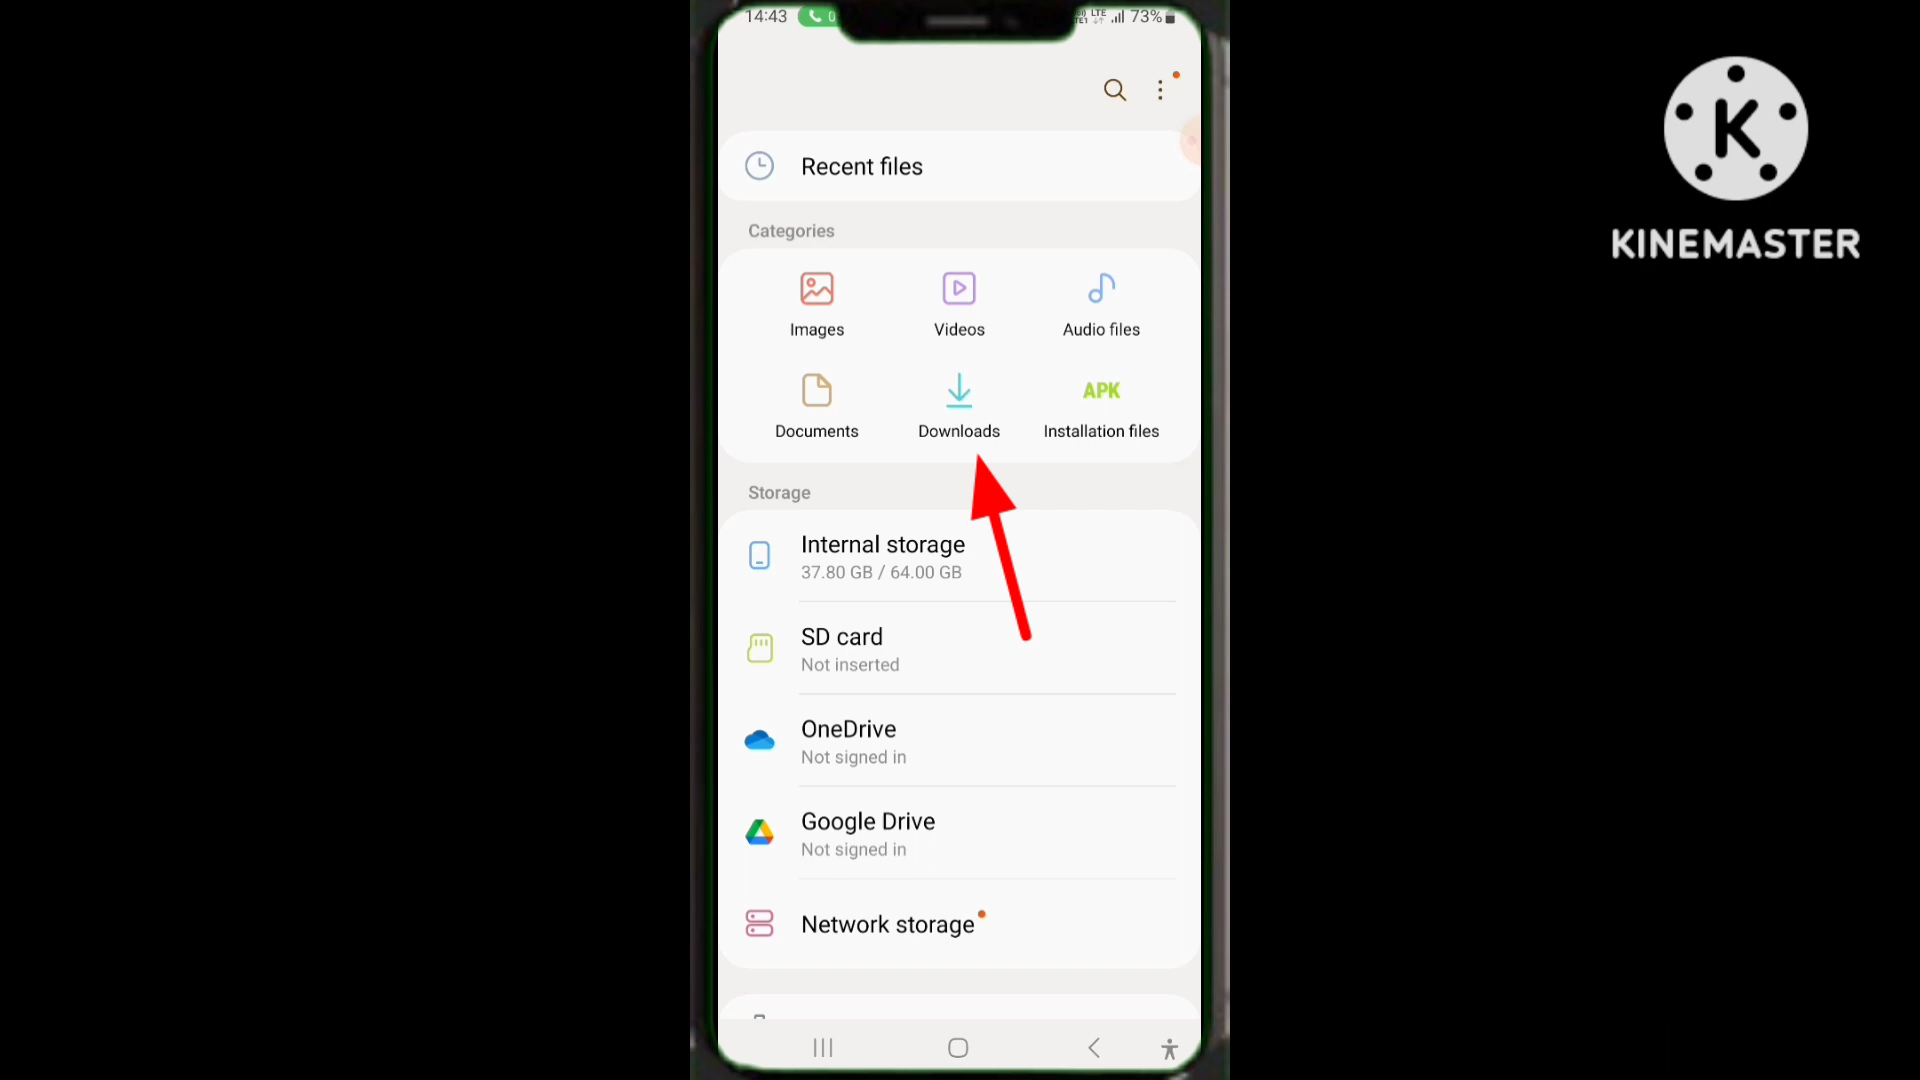 14:43
LTE
73%
Recent files
Categories
Images
Videos
Audio files
APK
Documents
Downloads
Installation files
Storage
Internal storage
37.80 GB / 64.00 GB
SD card
Not inserted
OneDrive
Not signed in
Google Drive
Not signed in
Network storage
K
KINEMASTER